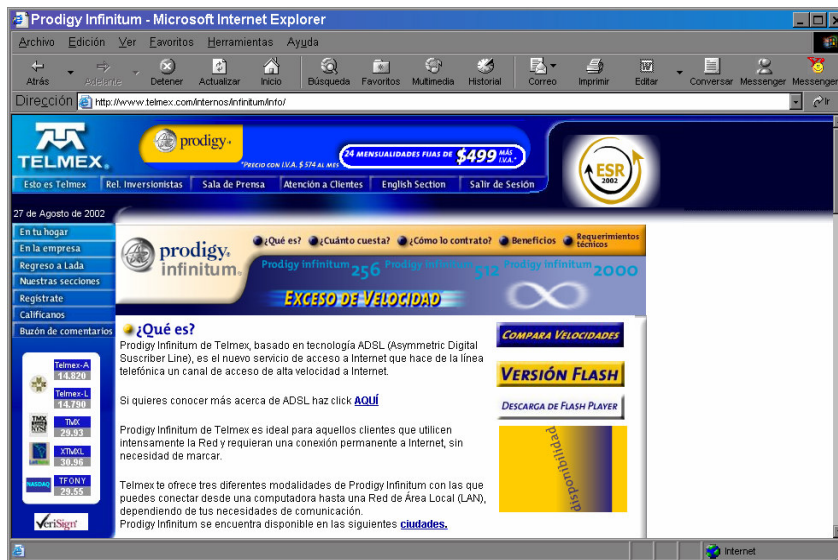 Prodigy Infinitum - Microsoft Internet Explorer
Archivo Edición Ver Favoritos Herramientas Ayuda
Atrás Adelante Detener Actualizar Inicio Búsqueda Favoritos Multimedia Historial Correo Imprimir Editar Conversar Messenger Messenger
Dirección http://www.telmex.com/internos/infinitum/info/ Ir
TELMEX®
prodigy
24 MENSUALIDADES FIJAS DE $499 MÁS I.V.A.*
*PRECIO CON I.V.A. $ 574 AL MES
ESR
2002
Esto es Telmex Rel. Inversionistas Sala de Prensa Atención a Clientes English Section Salir de Sesión
27 de Agosto de 2002
En tu hogar
En la empresa
Regreso a Lada
Nuestras secciones
Registrate
Calificanos
Buzón de comentarios
Telmex-A
14.820
Telmex-L
14.790
TMX
29.93
XTMXL
30.96
NASDAQ TFONY
29.55
VeriSign
prodigy®
infinitum®
¿Qué es? ¿Cuánto cuesta? ¿Cómo lo contrato? Beneficios Requerimientos técnicos
Prodigy infinitum 256 Prodigy infinitum 512 Prodigy infinitum 2000
EXCESO DE VELOCIDAD
¿Qué es?
Prodigy Infinitum de Telmex, basado en tecnología ADSL (Asymmetric Digital
Suscriber Line), es el nuevo servicio de acceso a Internet que hace de la línea
telefónica un canal de acceso de alta velocidad a Internet.
Si quieres conocer más acerca de ADSL haz click AQUÍ
Prodigy Infinitum de Telmex es ideal para aquellos clientes que utilicen
intensamente la Red y requieran una conexión permanente a Internet, sin
necesidad de marcar.
Telmex te ofrece tres diferentes modalidades de Prodigy Infinitum con las que
puedes conectar desde una computadora hasta una Red de Área Local (LAN),
dependiendo de tus necesidades de comunicación.
Prodigy Infinitum se encuentra disponible en las siguientes ciudades.
COMPARA VELOCIDADES
VERSIÓN FLASH
DESCARGA DE FLASH PLAYER
disponibilidad
Internet